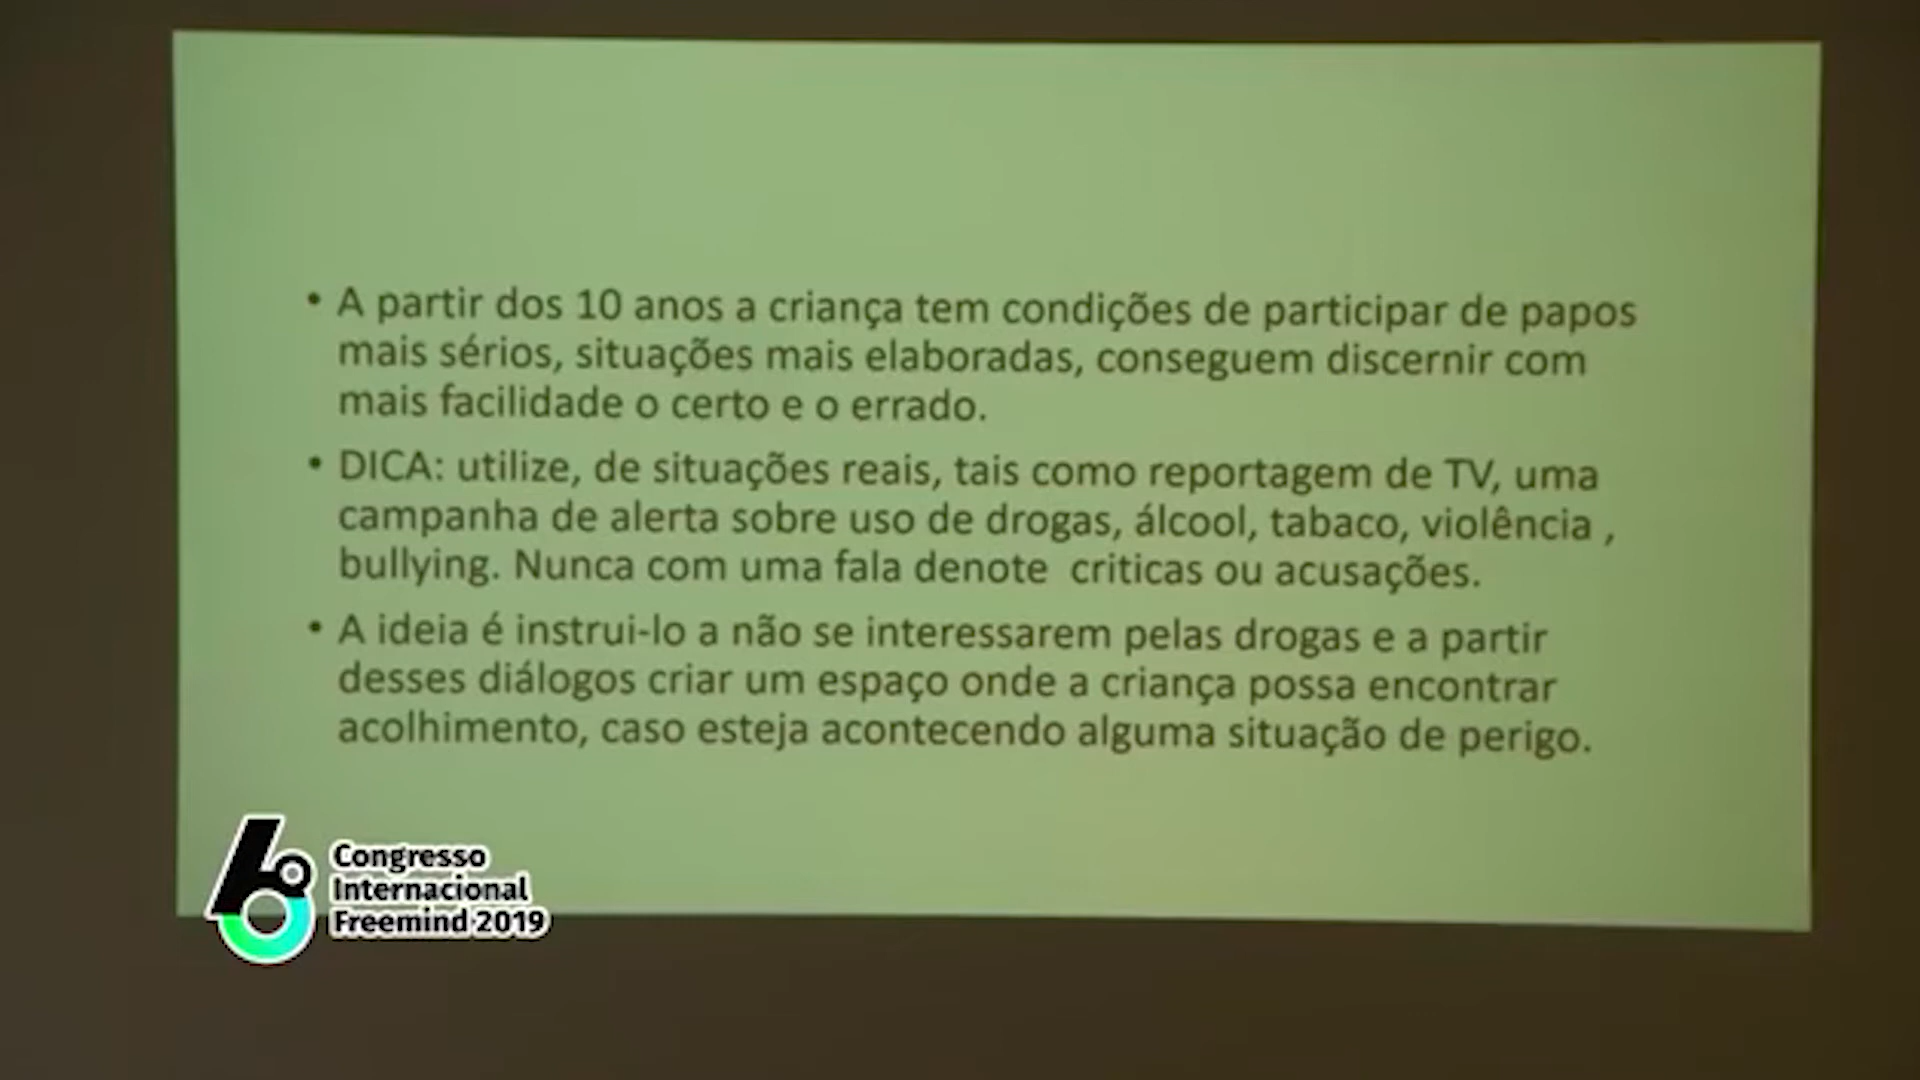 • A partir dos 10 anos a criança tem condições de participar de papos
mais sérios, situações mais elaboradas, conseguem discernir com
mais facilidade o certo e o errado.
• DICA: utilize, de situações reais, tais como reportagem de TV, uma
campanha de alerta sobre uso de drogas, álcool, tabaco, violência ,
bullying. Nunca com uma fala denote criticas ou acusações.
• A ideia é instrui-lo a não se interessarem pelas drogas e a partir
desses diálogos criar um espaço onde a criança possa encontrar
acolhimento, caso esteja acontecendo alguma situação de perigo.
6º
Congresso
Internacional
Freemind 2019